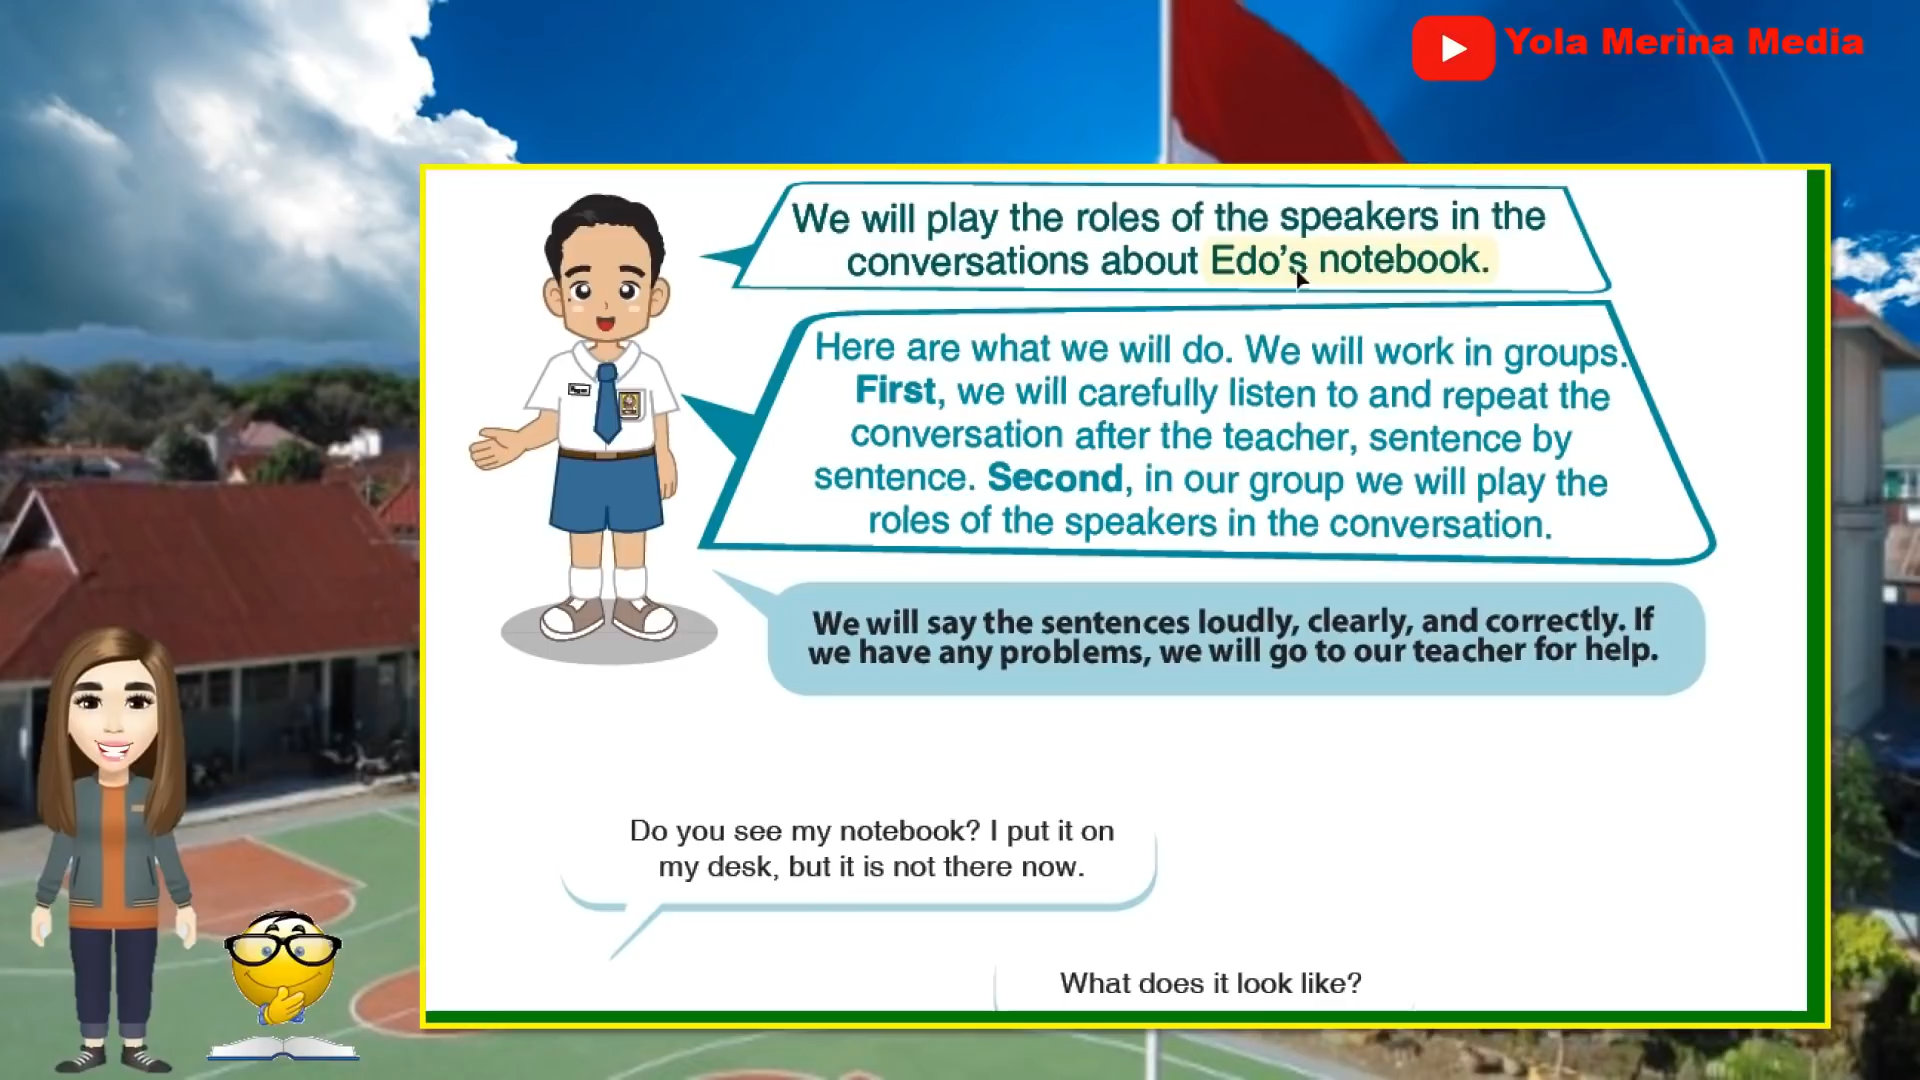 Yola Merina Media
We will play the roles of the speakers in the
conversations about Edo's notebook.
Here are what we will do. We will work in groups.
First, we will carefully listen to and repeat the
conversation after the teacher, sentence by
sentence. Second, in our group we will play the
roles of the speakers in the conversation.
We will say the sentences loudly, clearly, and correctly. If
we have any problems, we will go to our teacher for help.
Do you see my notebook? I put it on
my desk, but it is not there now.
What does it look like?